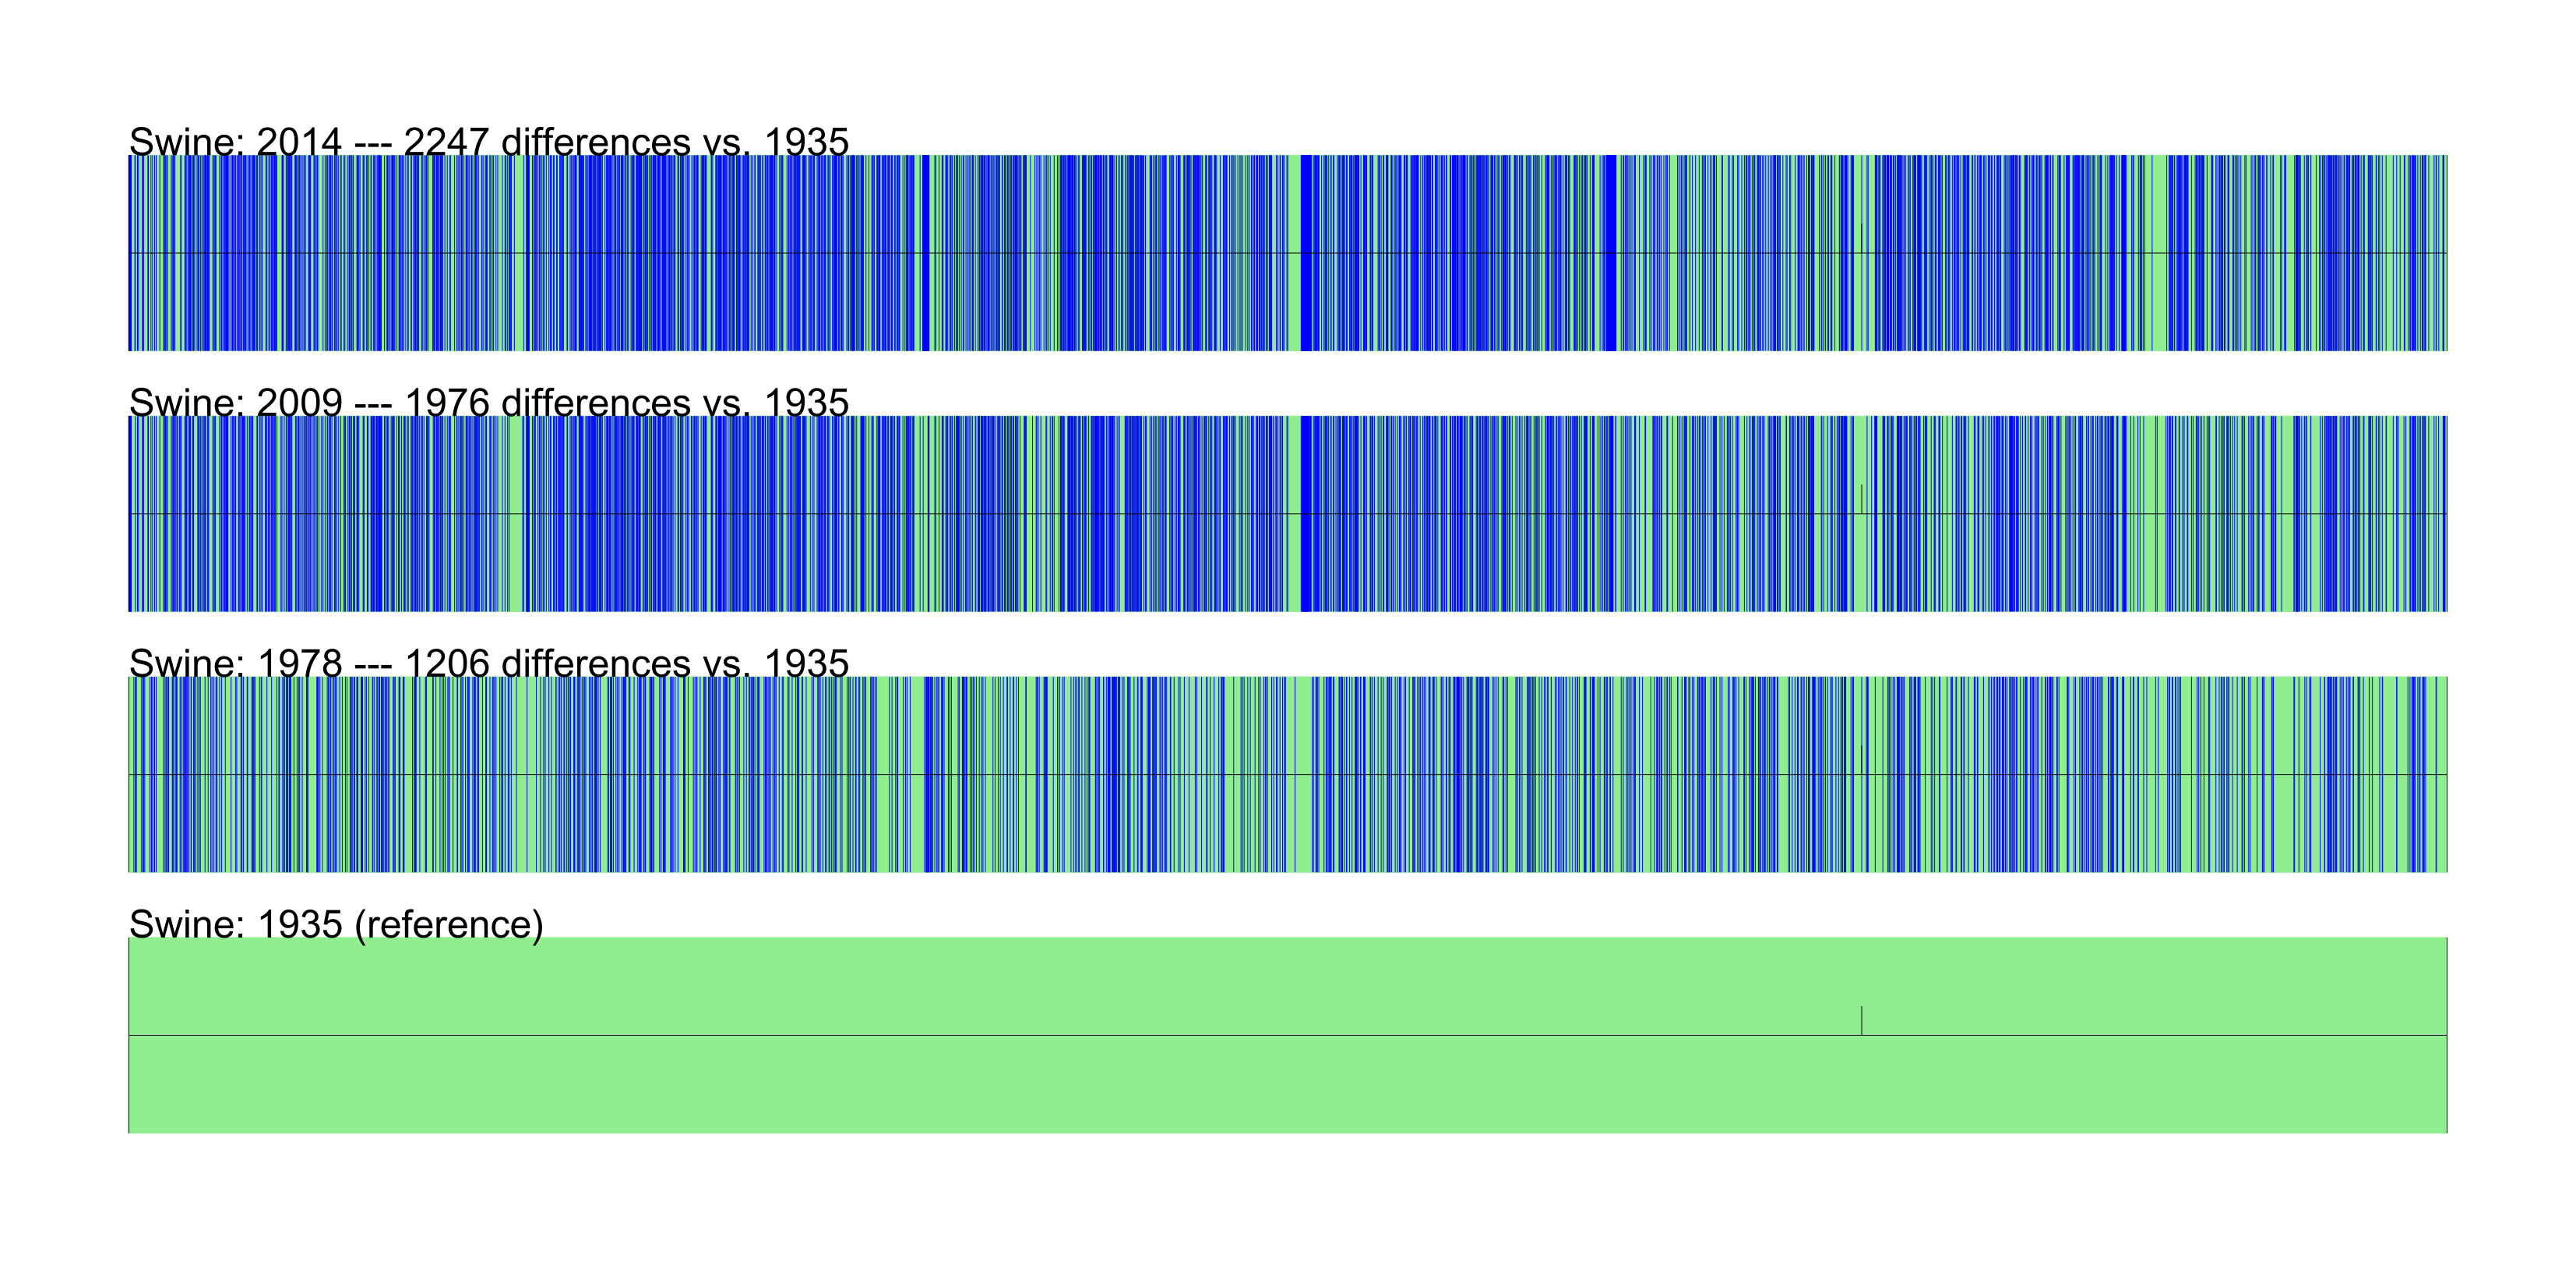 Swine: 2014 --- 2247 differences vs. 1935
Swine: 2009 --- 1976 differences vs. 1935
Swine: 1978 --- 1206 differences vs. 1935
Swine: 1935 (reference)